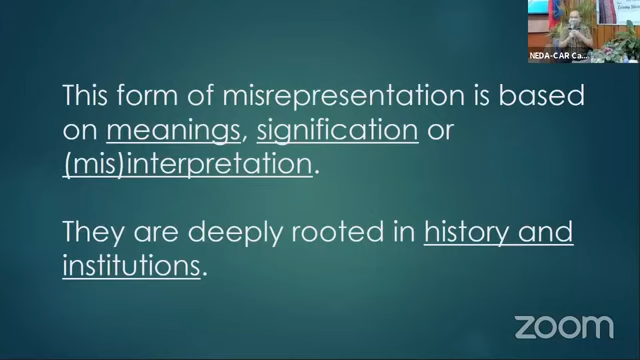 NEDA-CAR Ca...
This form of misrepresentation is based
on meanings, signification or
(mis)interpretation.
They are deeply rooted in history and
institutions.
zoom